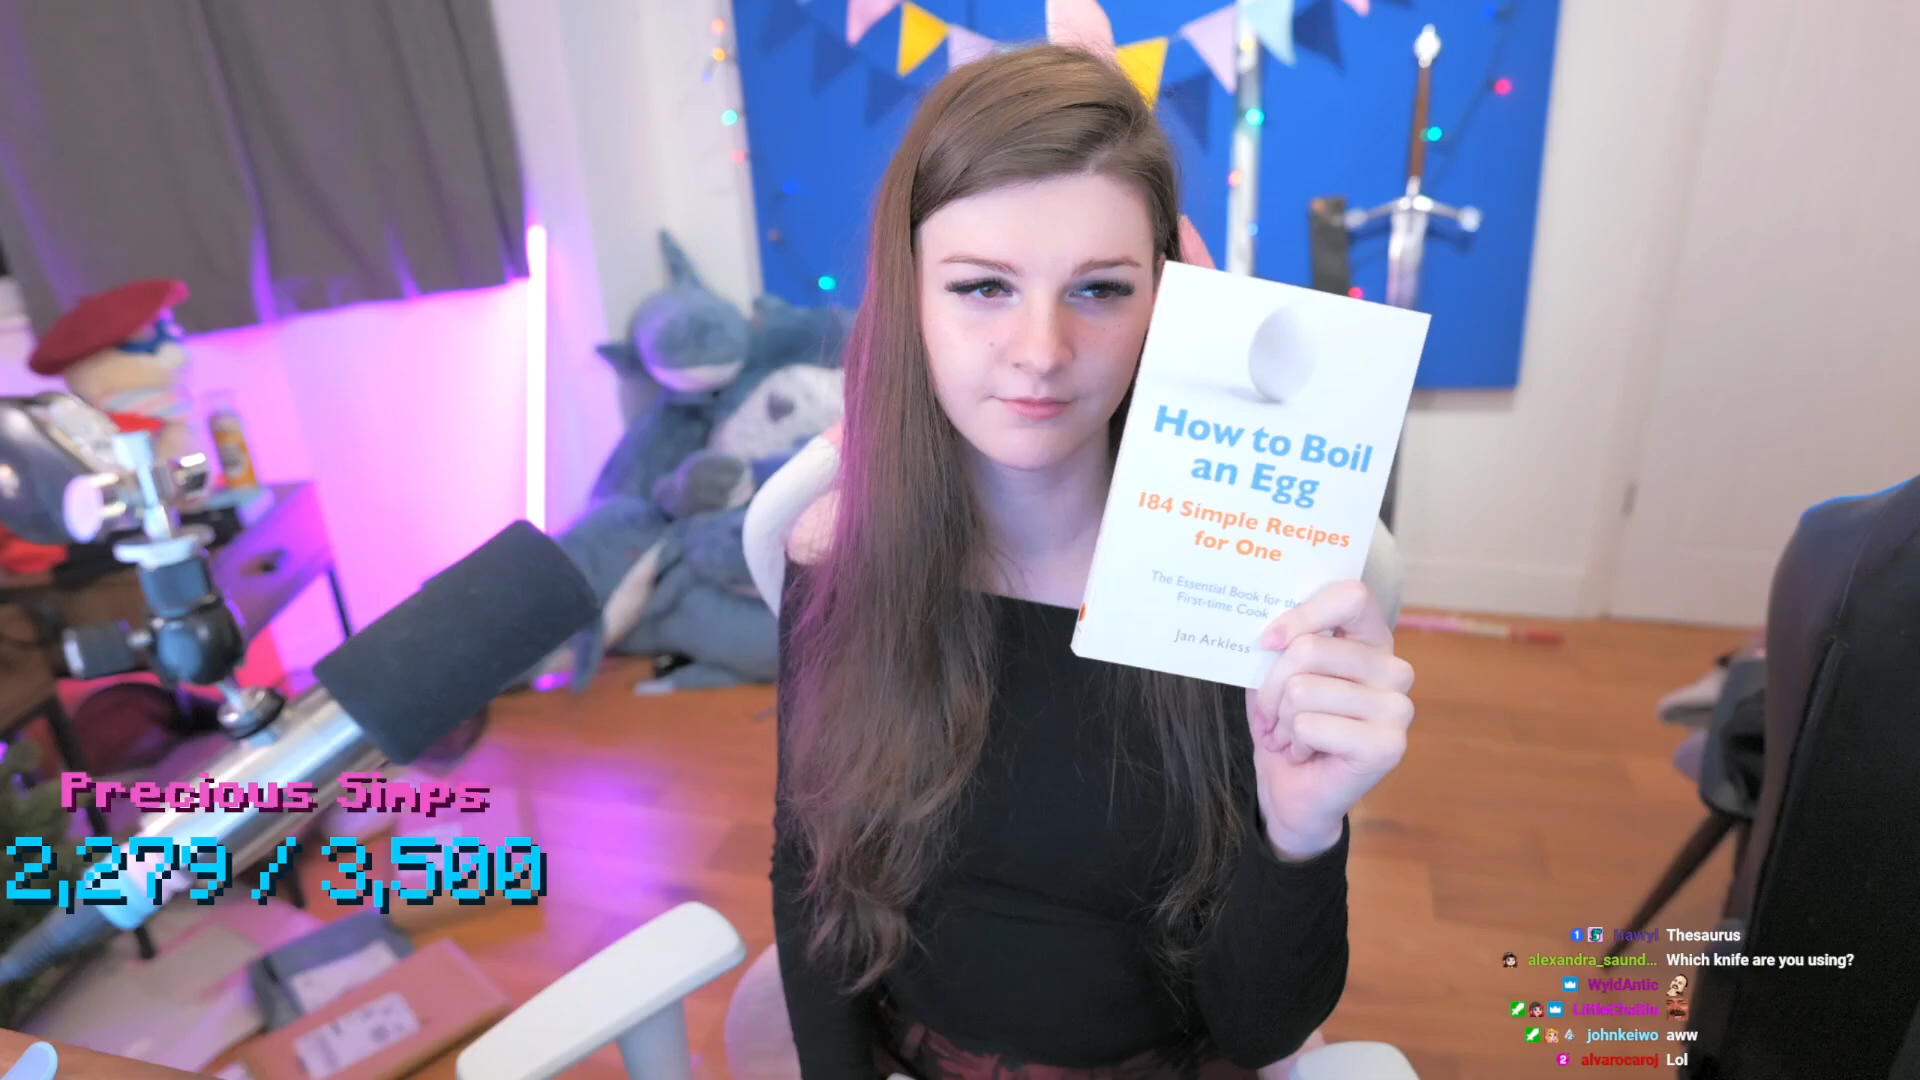 How to Boil
an Egg
184 Simple Recipes
for One
The Essential Book for the
First-time Cook
Jan Arkless
Precious Simps
2,279 / 3,500
Thesaurus
alexandra_saund... Which knife are you using?
WyldAntic
johnkeiwo aww
alvarocaroj Lol